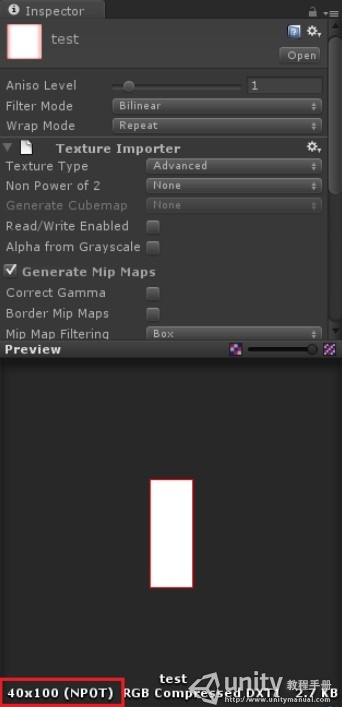 Inspector
test
Open
Aniso Level 1
Filter Mode Bilinear
Wrap Mode Repeat
Texture Importer
Texture Type Advanced
Non Power of 2 None
Generate Cubemap None
Read/Write Enabled
Alpha from Grayscale
Generate Mip Maps
Correct Gamma
Border Mip Maps
Mip Map Filtering Box
Preview
test
40x100 (NPOT) RGB Compressed DXT1 2.7 KB
unity 教程手册
www.unitymanual.com